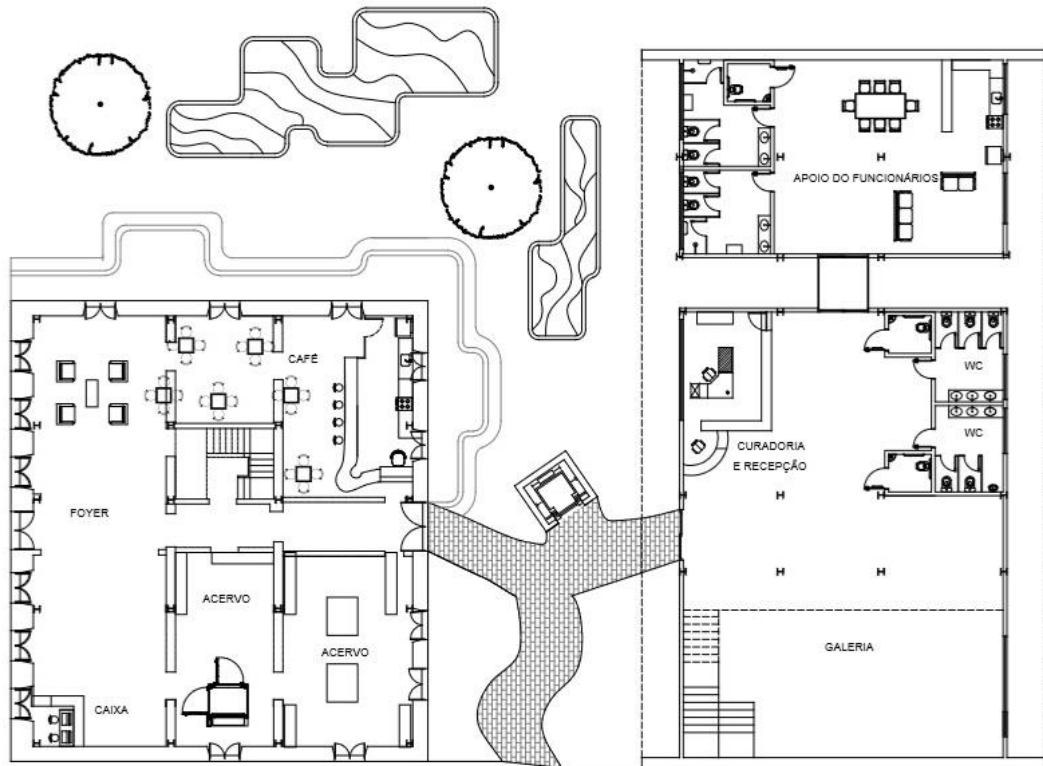 APOIO DO FUNCIONÁRIOS
CAFÉ
WC
CURADORIA
E RECEPÇÃO
WC
FOYER
ACERVO
ACERVO
GALERIA
CAIXA